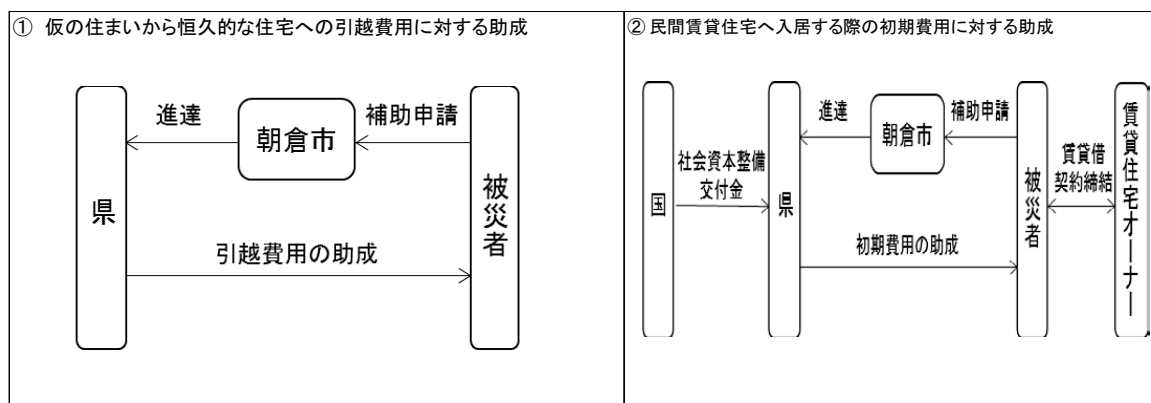 ① 仮の住まいから恒久的な住宅への引越費用に対する助成
進達
補助申請
朝倉市
県
被災者
引越費用の助成
② 民間賃貸住宅へ入居する際の初期費用に対する助成
進達
補助申請
朝倉市
社会資本整備
交付金
賃貸借
契約締結
国
県
被災者
賃貸住宅オーナー
初期費用の助成